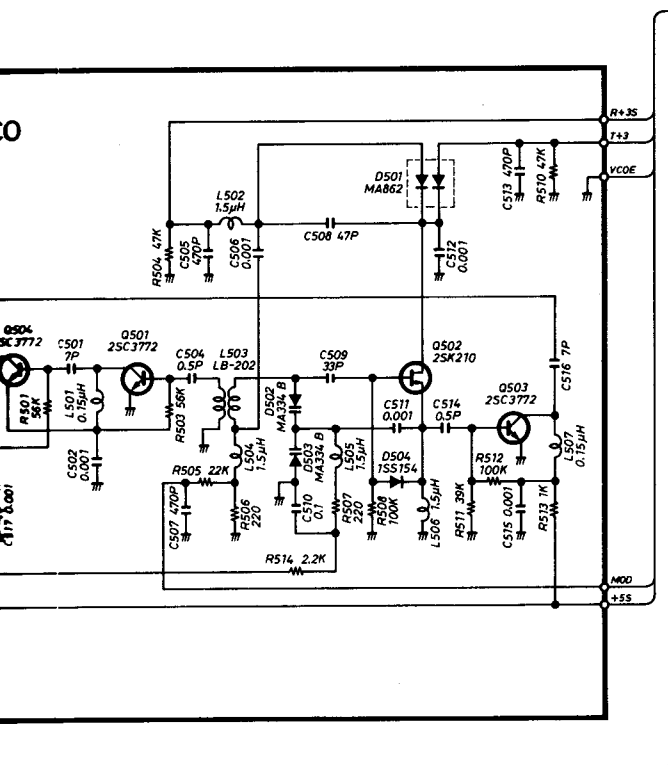 CO
R+3S
T+3
VCOE
C513 470P
R510 47K
D501
MA862
L502
1.5µH
C508 47P
R504 47K
C505
470P
C506
0.001
C512
0.001
Q504
2SC3772
C501
7P
Q501
2SC3772
C504
0.5P
L503
LB-202
C509
33P
Q502
2SK210
C516 7P
R501
56K
L501
0.15µH
R503 56K
D502
MA334 B
C511
0.001
C514
0.5P
Q503
2SC3772
C502
0.001
L504
1.5µH
D503
MA334 B
L505
1.5µH
D504
1SS154
R512
100K
L507
0.15µH
R505 22K
C507 470P
R506
220
C510
0.1
R507
220
R508
100K
L506 1.5µH
R511 39K
C515 0.001
R513 1K
C517 0.001
R514 2.2K
MOD
+5S